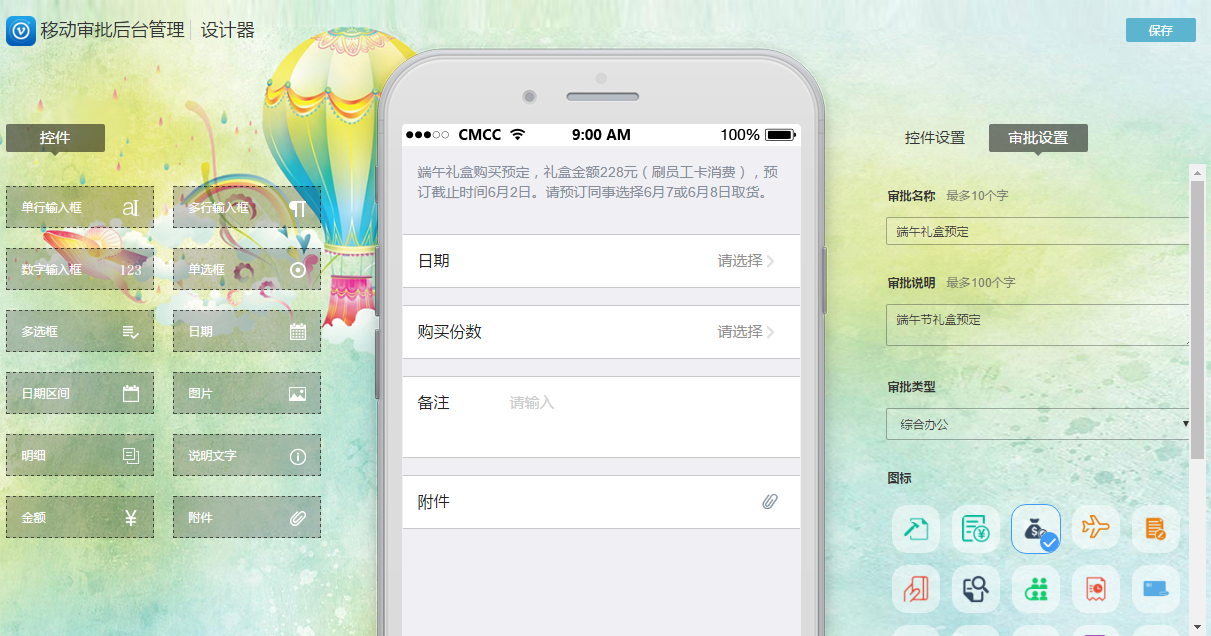 移动审批后台管理 设计器
保存
控件
单行输入框 aI
多行输入框
数字输入框 123
单选框
多选框
日期
日期区间
图片
明细
说明文字
金额 ¥
附件
CMCC 9:00 AM 100%
端午礼盒购买预定，礼盒金额228元（刷员工卡消费），预
订截止时间6月2日。请预订同事选择6月7或6月8日取货。
日期 请选择
购买份数 请选择
备注 请输入
附件
控件设置 审批设置
审批名称 最多10个字
端午礼盒预定
审批说明 最多100个字
端午节礼盒预定
审批类型
综合办公
图标